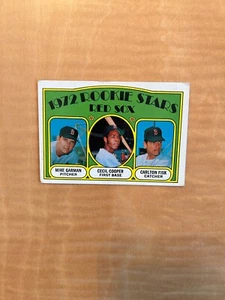 1972 ROOKIE STARS
RED SOX
MIKE GARMAN
PITCHER
CECIL COOPER
FIRST BASE
CARLTON FISK
CATCHER